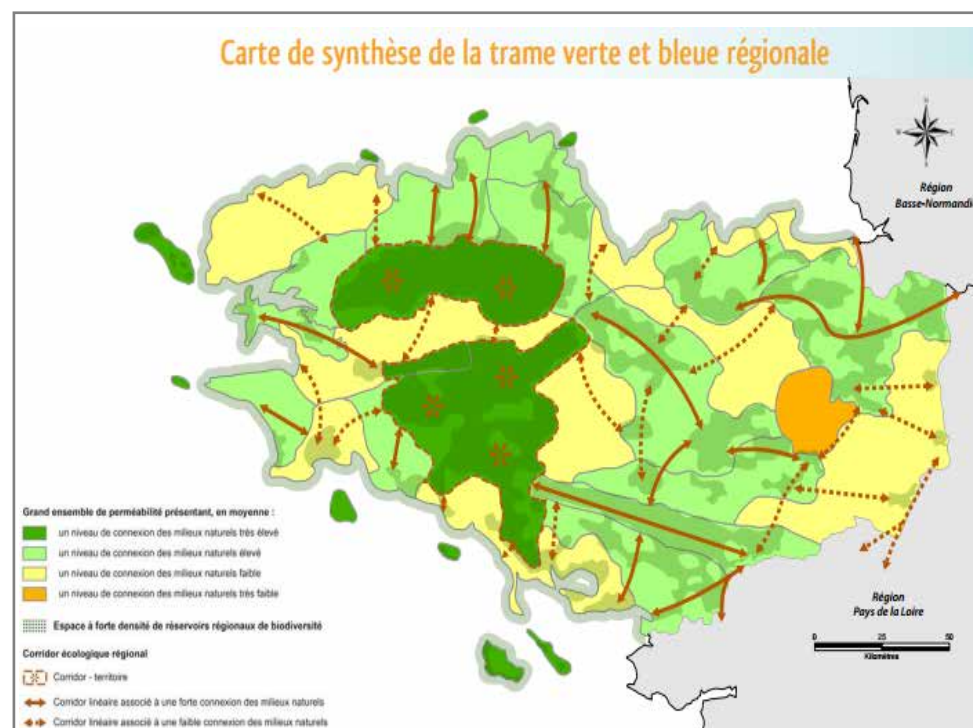 Carte de synthèse de la trame verte et bleue régionale
N
W
E
S
Région
Basse-Normandi
Grand ensemble de perméabilité présentant, en moyenne :
un niveau de connexion des milieux naturels très élevé
un niveau de connexion des milieux naturels élevé
un niveau de connexion des milieux naturels faible
un niveau de connexion des milieux naturels très faible
Espace à forte densité de réservoirs régionaux de biodiversité
Corridor écologique régional
Corridor - territoire
Corridor linéaire associé à une forte connexion des milieux naturels
Corridor linéaire associé à une faible connexion des milieux naturels
Région
Pays de la Loire
0 25 50
Kilomètres